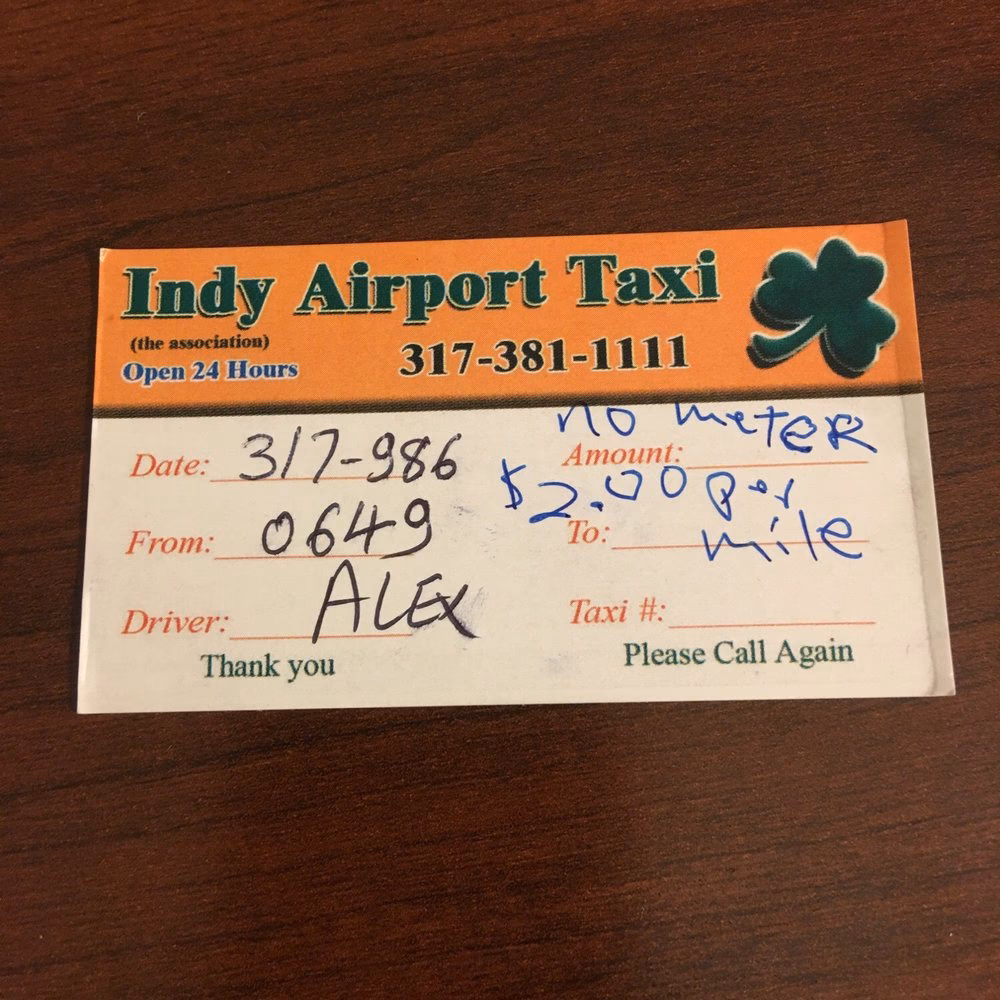 Indy Airport Taxi
(the association)
Open 24 Hours
317-381-1111
no meter
Date: 317-986
Amount:
$2.00 per
From: 0649
To: mile
Driver: ALEX
Taxi #:
Thank you
Please Call Again